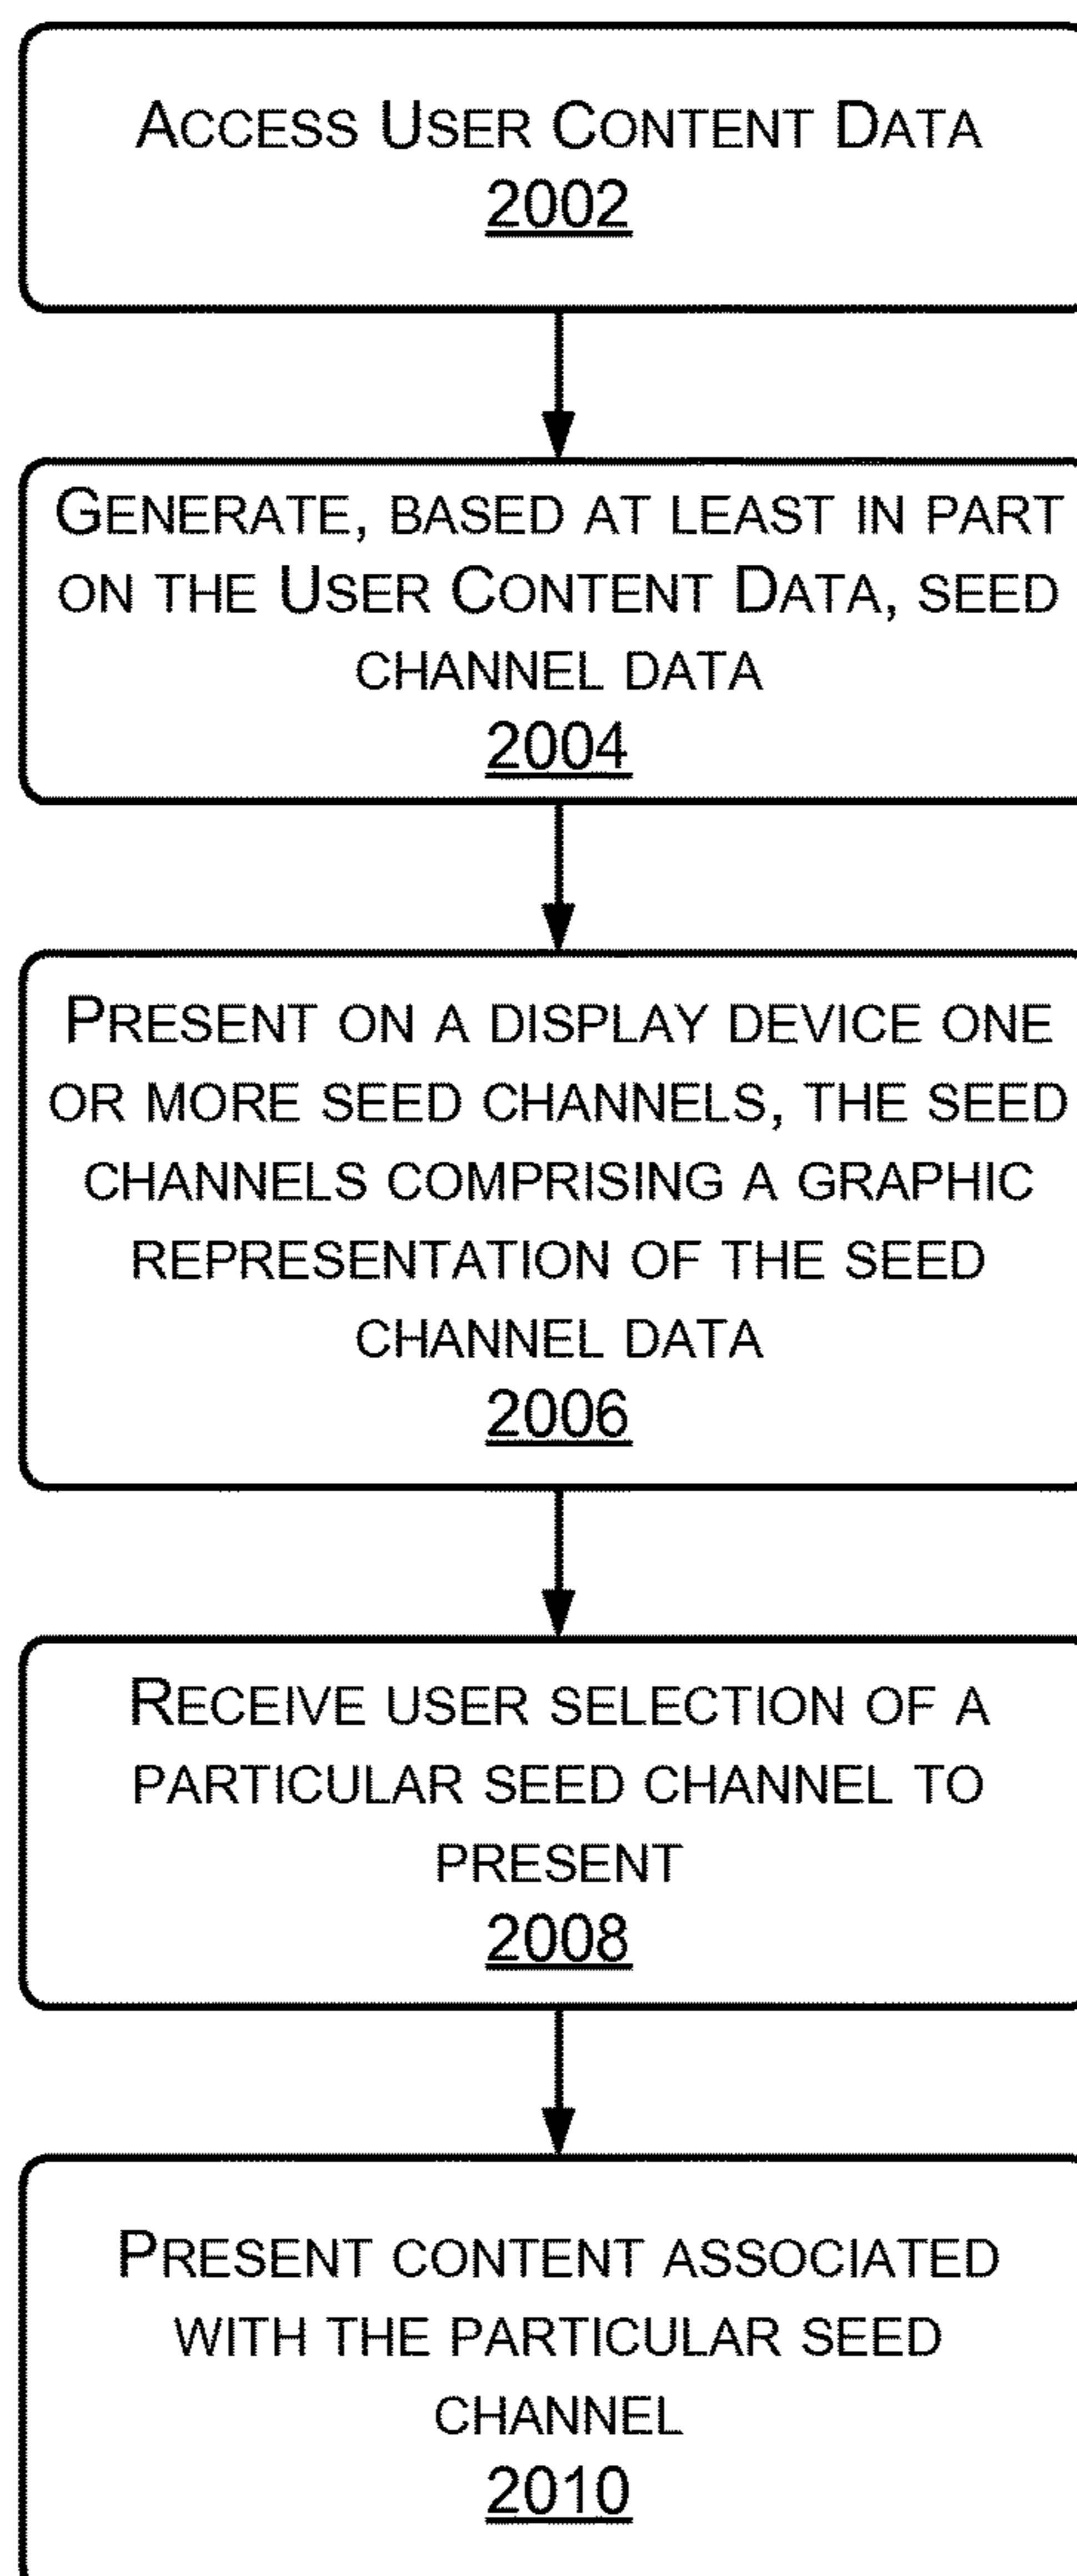 ACCESS USER CONTENT DATA
2002
GENERATE, BASED AT LEAST IN PART
ON THE USER CONTENT DATA, SEED
CHANNEL DATA
2004
PRESENT ON A DISPLAY DEVICE ONE
OR MORE SEED CHANNELS, THE SEED
CHANNELS COMPRISING A GRAPHIC
REPRESENTATION OF THE SEED
CHANNEL DATA
2006
RECEIVE USER SELECTION OF A
PARTICULAR SEED CHANNEL TO
PRESENT
2008
PRESENT CONTENT ASSOCIATED
WITH THE PARTICULAR SEED
CHANNEL
2010